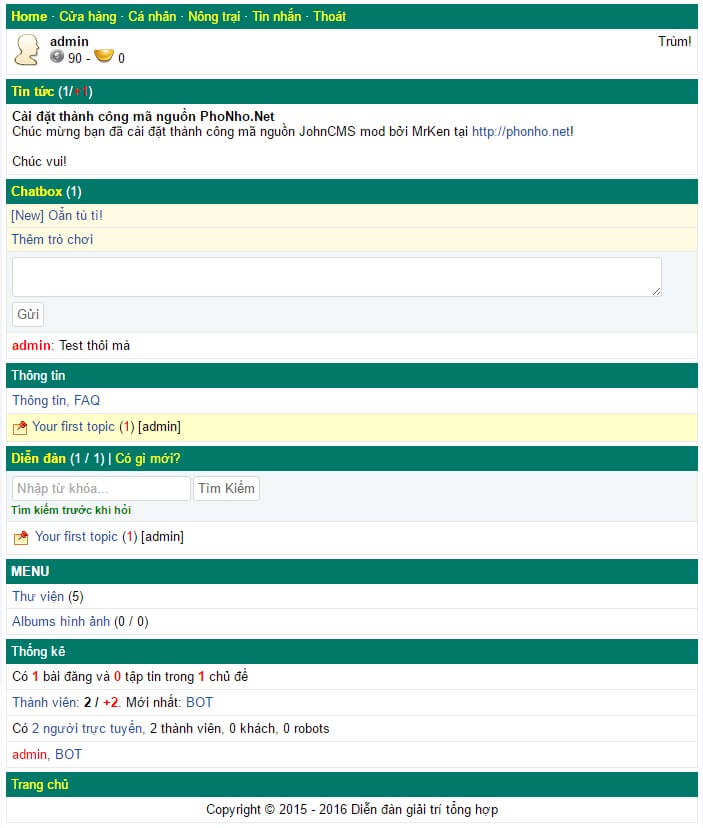 Home · Cửa hàng · Cá nhân · Nông trại · Tin nhắn · Thoát
admin Trùm!
90 - 0
Tin tức (1/+1)
Cài đặt thành công mã nguồn PhoNho.Net
Chúc mừng bạn đã cài đặt thành công mã nguồn JohnCMS mod bởi MrKen tại http://phonho.net!
Chúc vui!
Chatbox (1)
[New] Oẳn tù tì!
Thêm trò chơi
Gửi
admin: Test thôi mà
Thông tin
Thông tin, FAQ
Your first topic (1) [admin]
Diễn đàn (1 / 1) | Có gì mới?
Nhập từ khóa... Tìm Kiếm
Tìm kiếm trước khi hỏi
Your first topic (1) [admin]
MENU
Thư viện (5)
Albums hình ảnh (0 / 0)
Thống kê
Có 1 bài đăng và 0 tập tin trong 1 chủ đề
Thành viên: 2 / +2. Mới nhất: BOT
Có 2 người trực tuyến, 2 thành viên, 0 khách, 0 robots
admin, BOT
Trang chủ
Copyright © 2015 - 2016 Diễn đàn giải trí tổng hợp